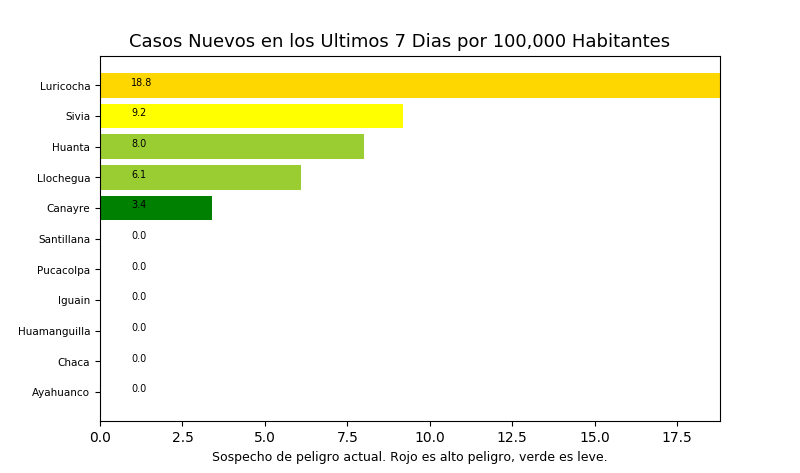 Casos Nuevos en los Ultimos 7 Dias por 100,000 Habitantes
Luricocha 18.8
Sivia 9.2
Huanta 8.0
Llochegua 6.1
Canayre 3.4
Santillana 0.0
Pucacolpa 0.0
Iguain 0.0
Huamanguilla 0.0
Chaca 0.0
Ayahuanco 0.0
0.0 2.5 5.0 7.5 10.0 12.5 15.0 17.5
Sospecho de peligro actual. Rojo es alto peligro, verde es leve.